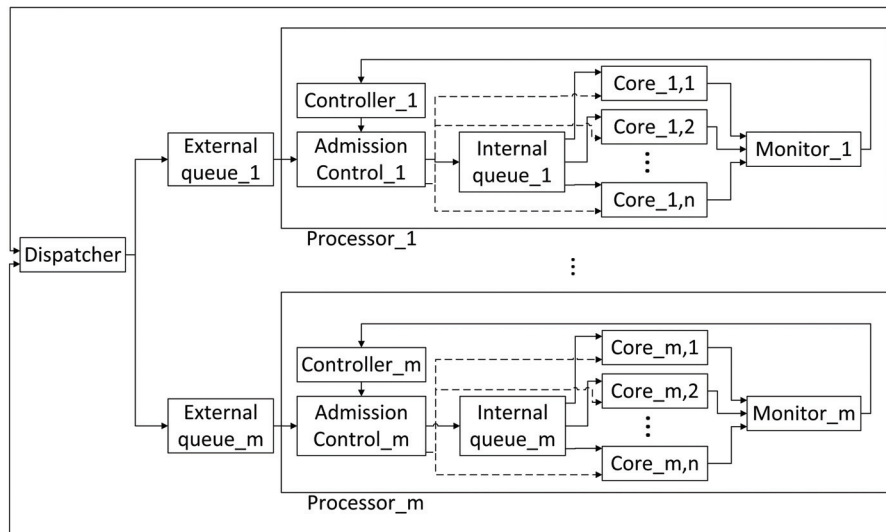 Controller_1
Core_1,1
External
queue_1
Admission
Control_1
Internal
queue_1
Core_1,2
Monitor_1
Core_1,n
Processor_1
Dispatcher
Controller_m
Core_m,1
External
queue_m
Admission
Control_m
Internal
queue_m
Core_m,2
Monitor_m
Core_m,n
Processor_m